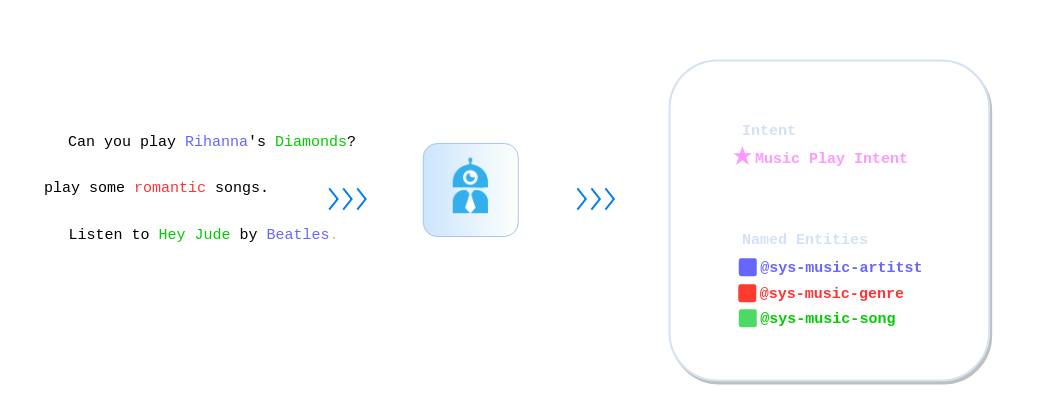 Can you play Rihanna's Diamonds?
play some romantic songs.
Listen to Hey Jude by Beatles.
Intent
Music Play Intent
Named Entities
@sys-music-artitst
@sys-music-genre
@sys-music-song